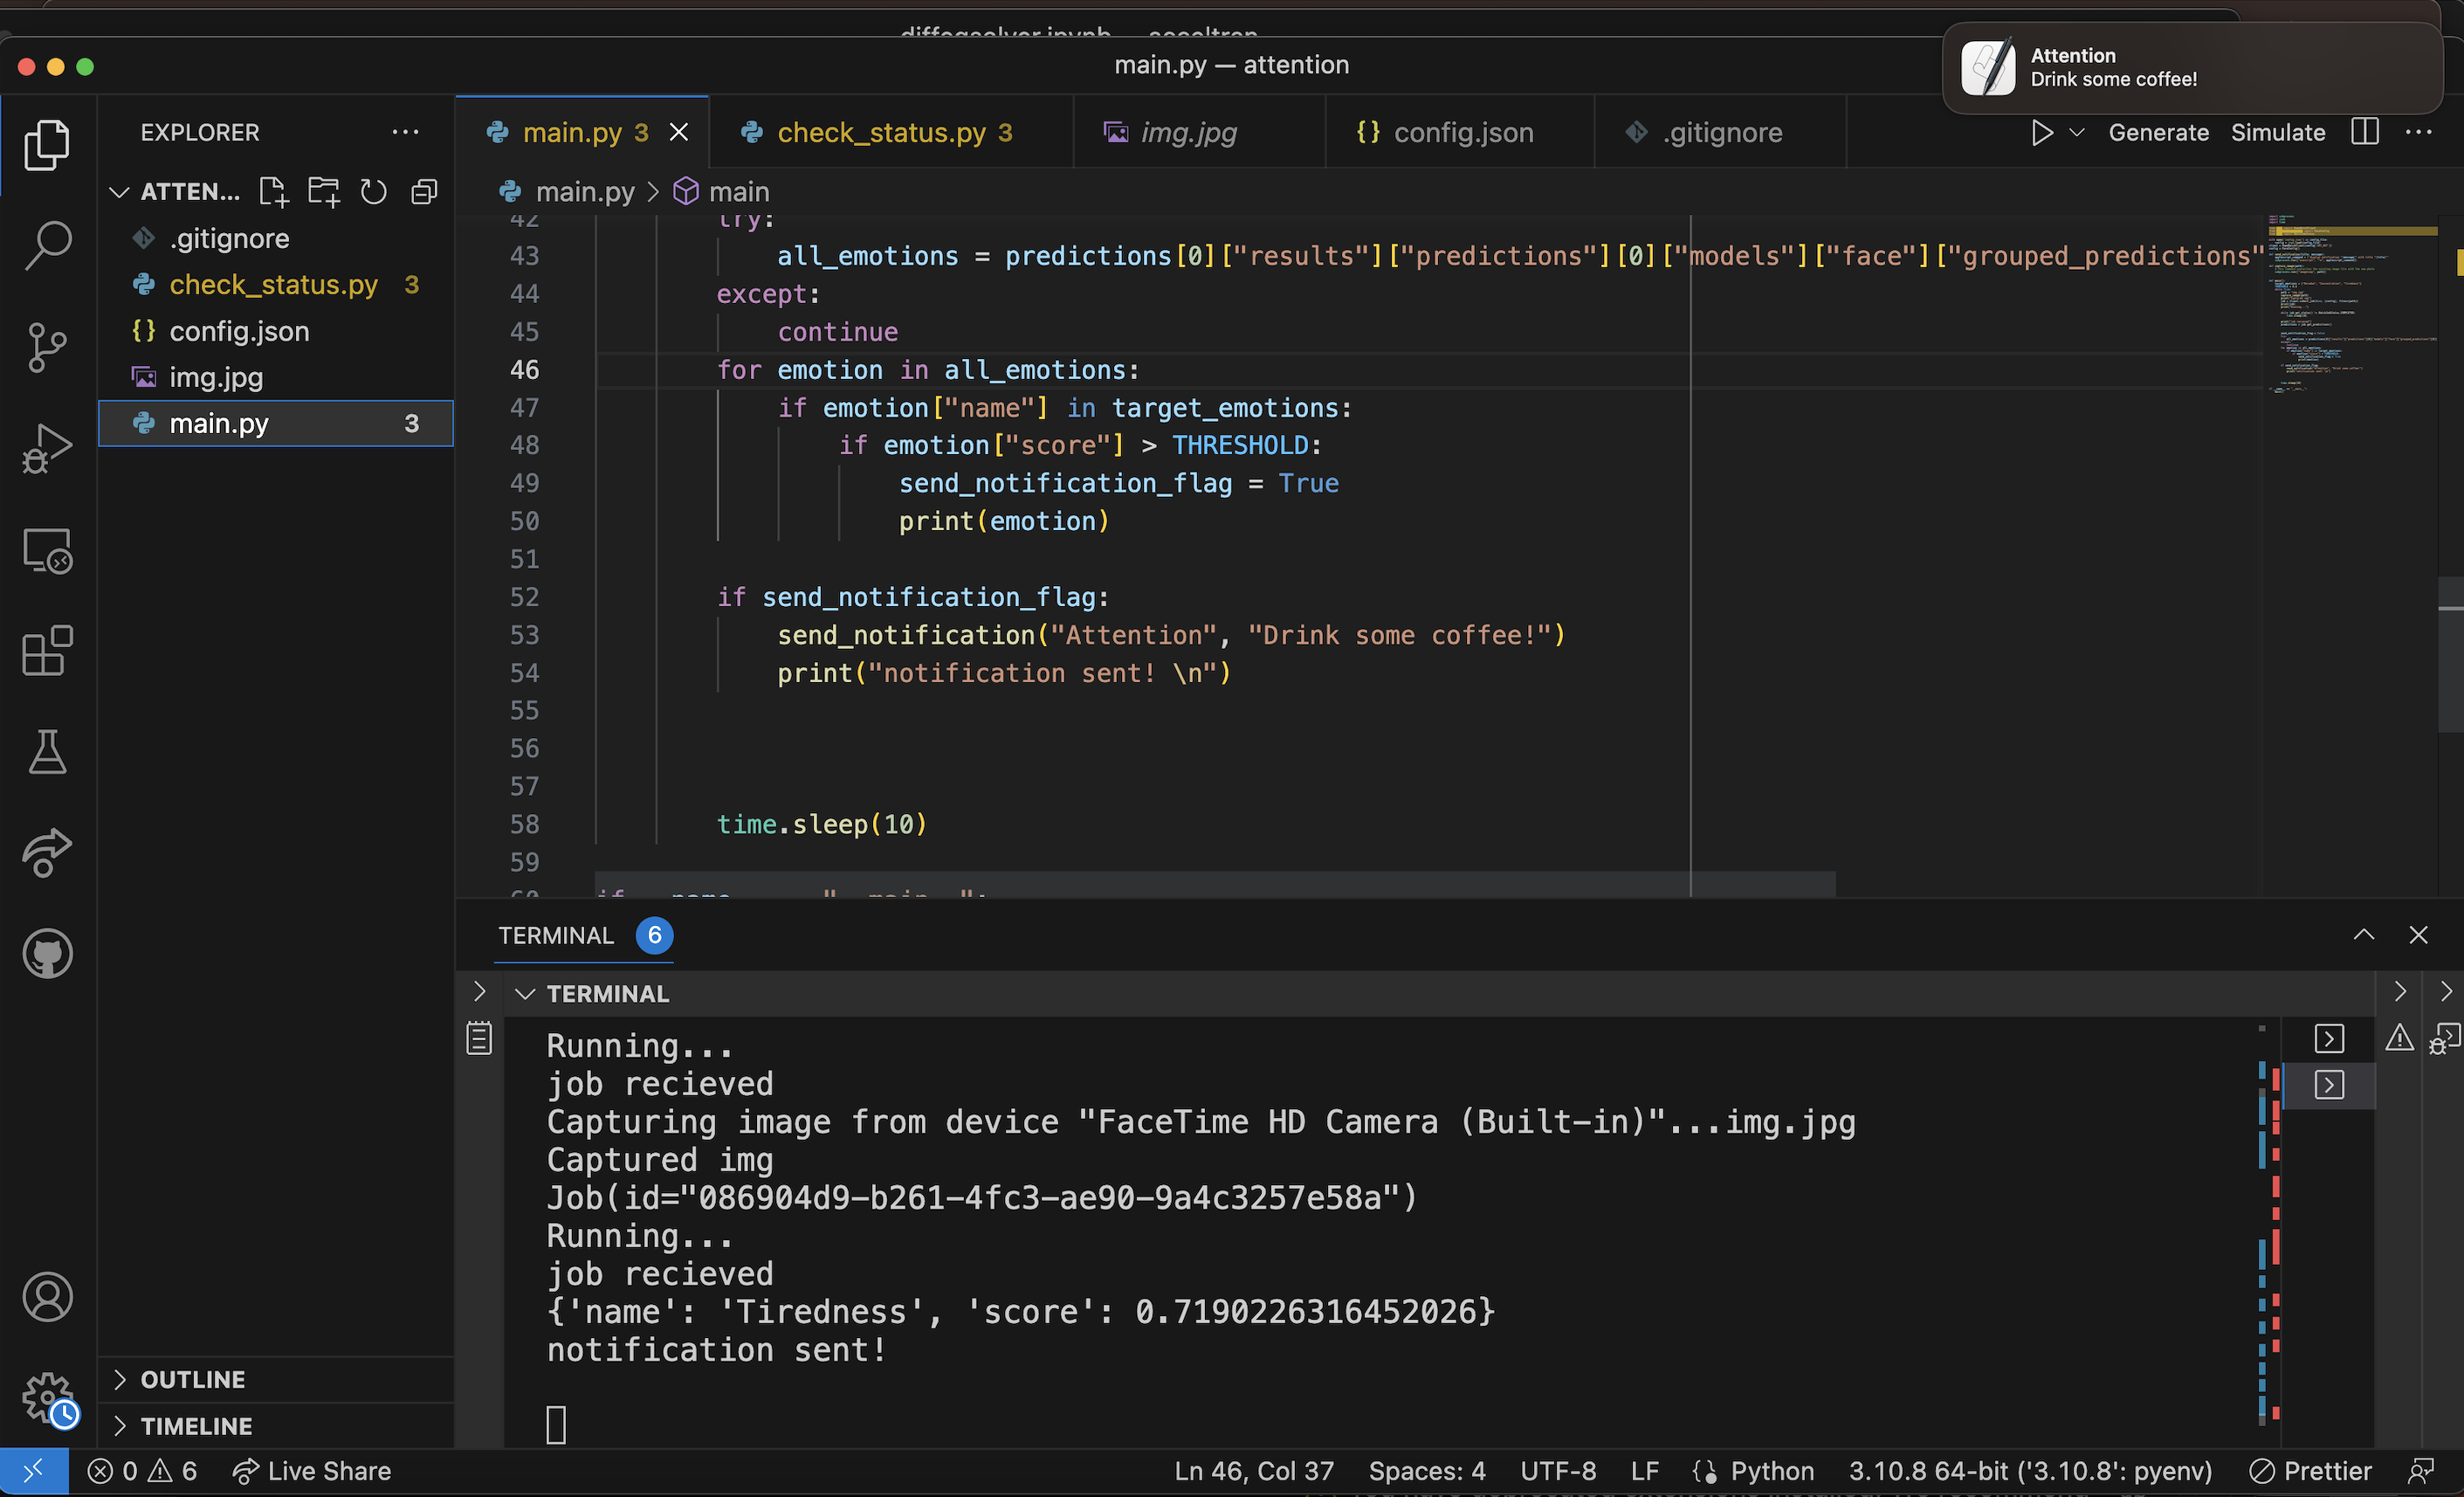 main.py — attention
Attention
Drink some coffee!
EXPLORER
main.py 3
check_status.py 3
img.jpg
config.json
.gitignore
Generate
Simulate
ATTEN...
.gitignore
check_status.py 3
config.json
img.jpg
main.py 3
OUTLINE
TIMELINE
main.py > main
42 try:
43 all_emotions = predictions[0]["results"]["predictions"][0]["models"]["face"]["grouped_predictions"
44 except:
45 continue
46 for emotion in all_emotions:
47 if emotion["name"] in target_emotions:
48 if emotion["score"] > THRESHOLD:
49 send_notification_flag = True
50 print(emotion)
51
52 if send_notification_flag:
53 send_notification("Attention", "Drink some coffee!")
54 print("notification sent! \n")
55
56
57
58 time.sleep(10)
59
TERMINAL 6
TERMINAL
Running...
job recieved
Capturing image from device "FaceTime HD Camera (Built-in)"...img.jpg
Captured img
Job(id="086904d9-b261-4fc3-ae90-9a4c3257e58a")
Running...
job recieved
{'name': 'Tiredness', 'score': 0.7190226316452026}
notification sent!
0 6 Live Share Ln 46, Col 37 Spaces: 4 UTF-8 LF Python 3.10.8 64-bit ('3.10.8': pyenv) Prettier